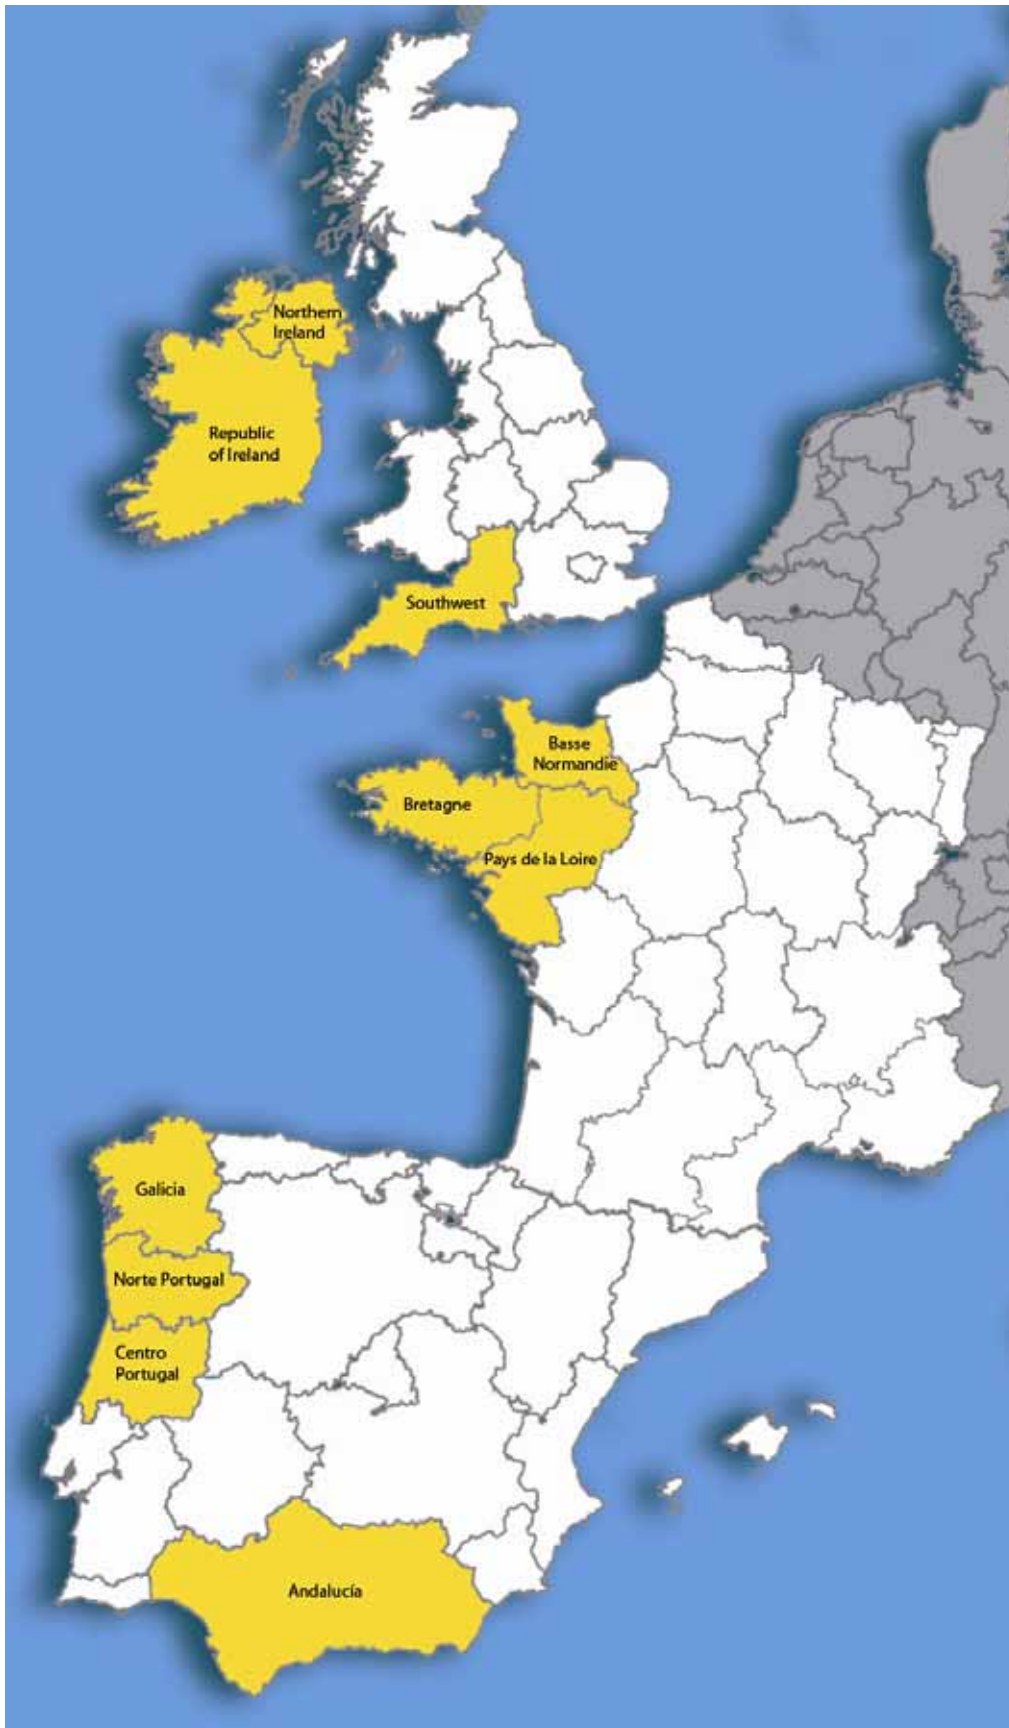 Northern
Ireland
Republic
of Ireland
Southwest
Basse
Normandie
Bretagne
Pays de la Loire
Galicia
Norte Portugal
Centro
Portugal
Andalucía